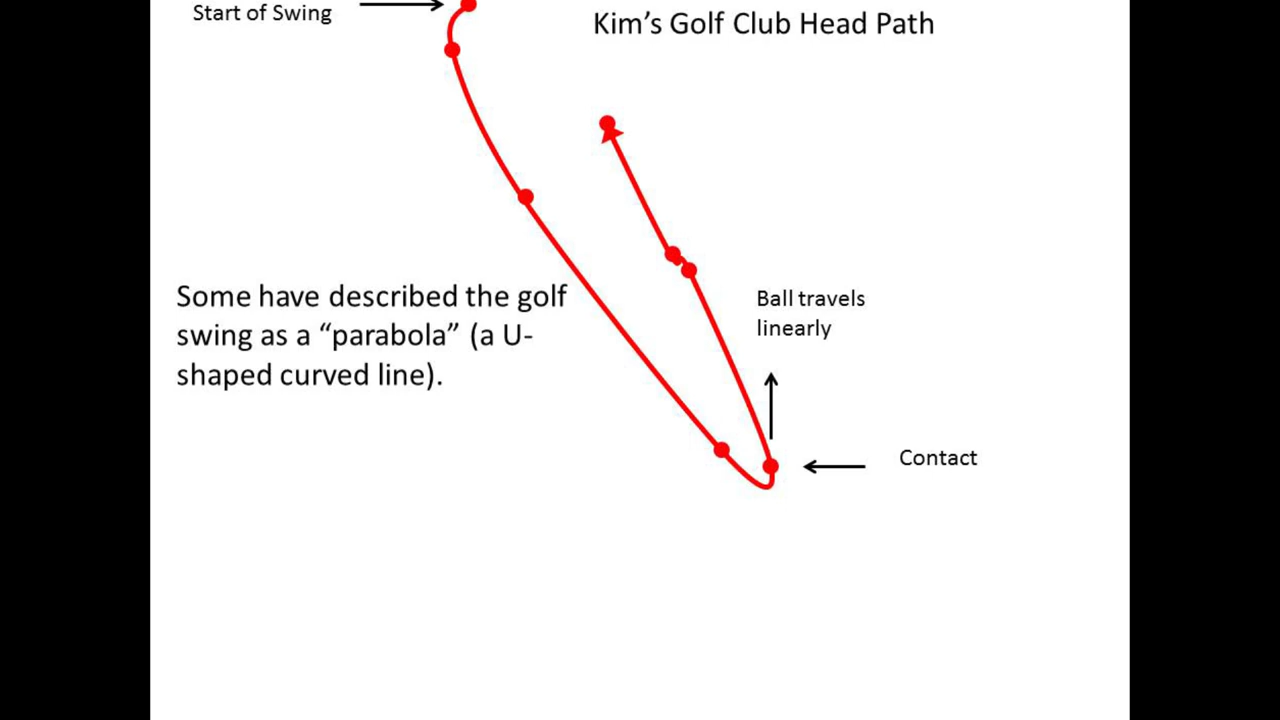 Start of Swing
Kim’s Golf Club Head Path
Some have described the golf
swing as a “parabola” (a U-
shaped curved line).
Ball travels
linearly
Contact